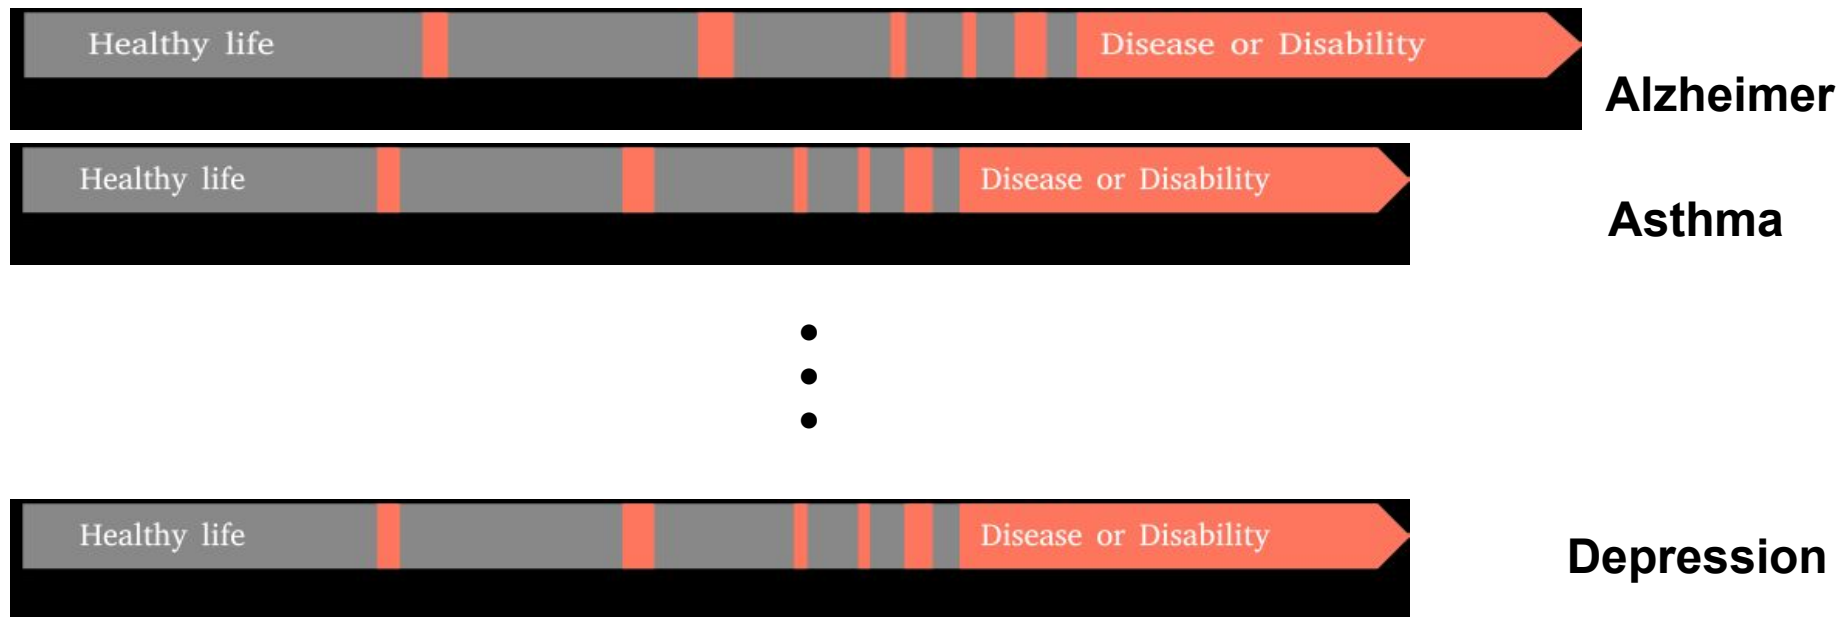 Healthy life Disease or Disability
Alzheimer
Healthy life Disease or Disability
Asthma
Healthy life Disease or Disability
Depression